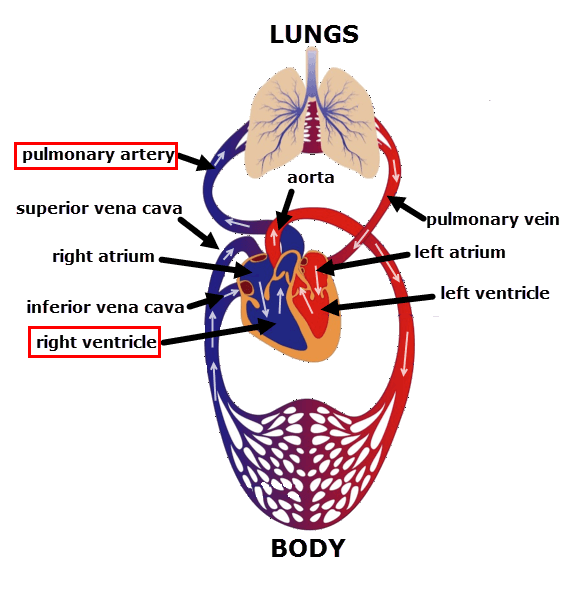 LUNGS
pulmonary artery
aorta
superior vena cava
pulmonary vein
right atrium
left atrium
left ventricle
inferior vena cava
right ventricle
BODY